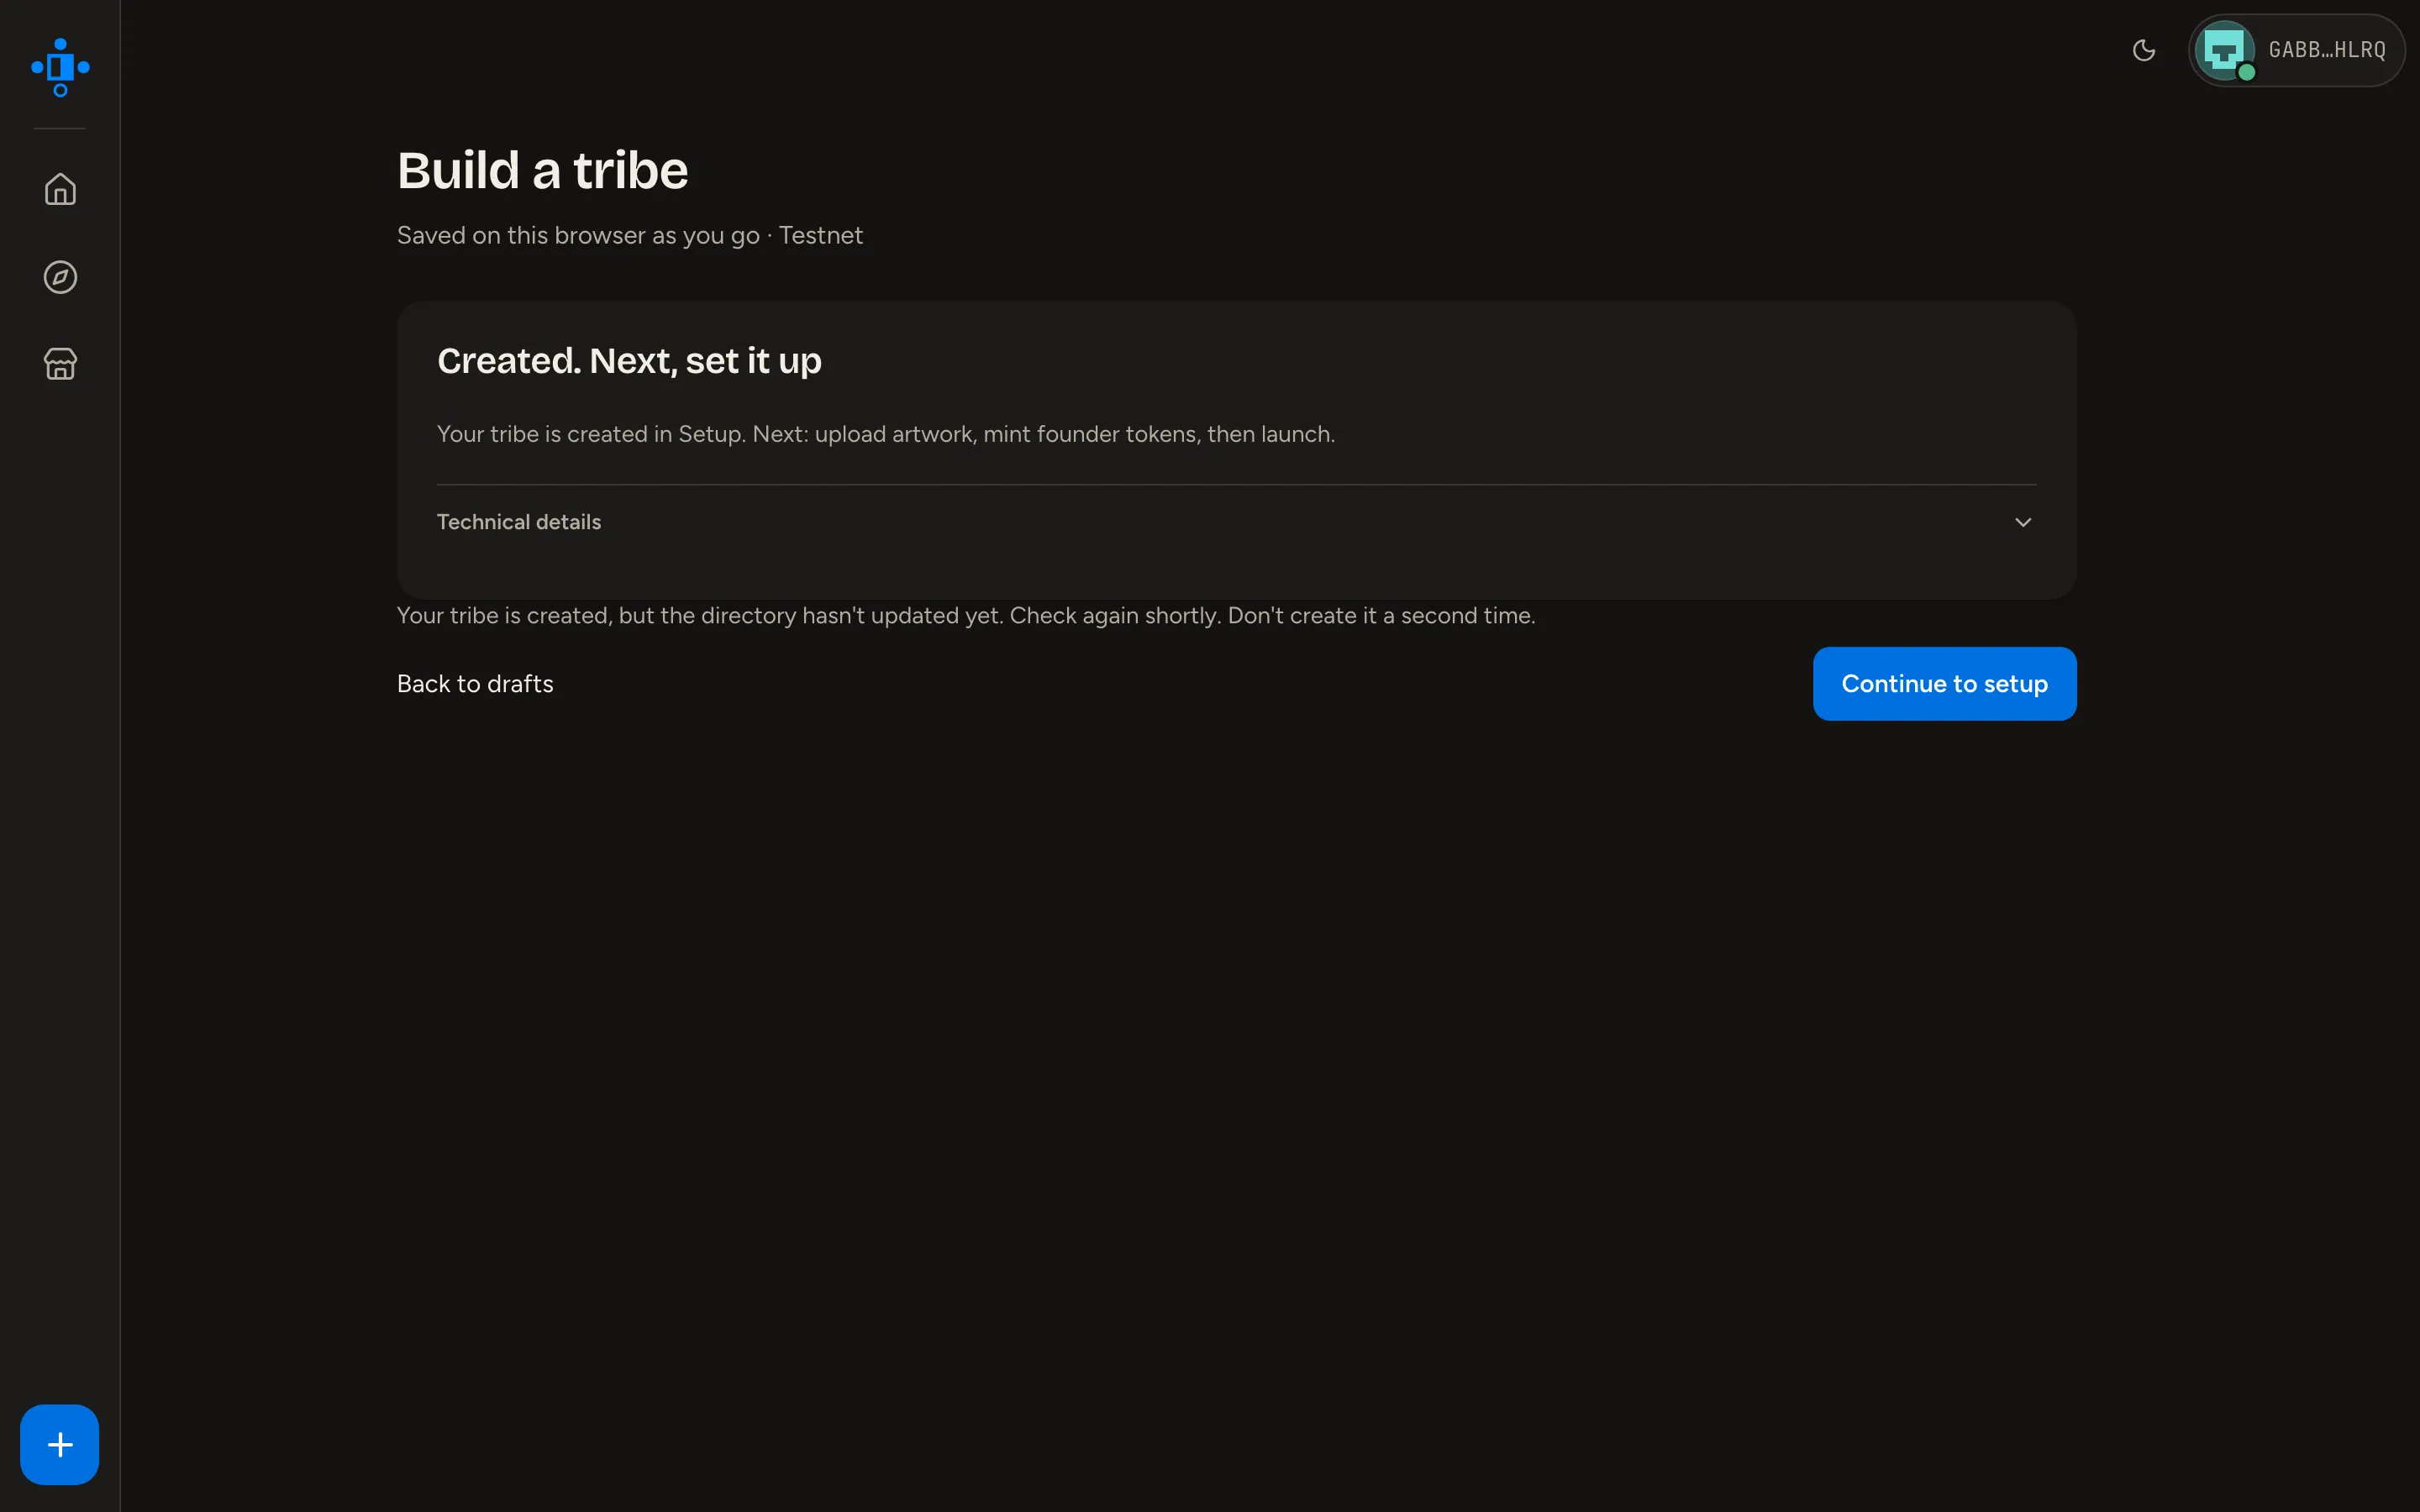 GABB...HLRQ
Build a tribe
Saved on this browser as you go · Testnet
Created. Next, set it up
Your tribe is created in Setup. Next: upload artwork, mint founder tokens, then launch.
Technical details
Your tribe is created, but the directory hasn't updated yet. Check again shortly. Don't create it a second time.
Back to drafts
Continue to setup